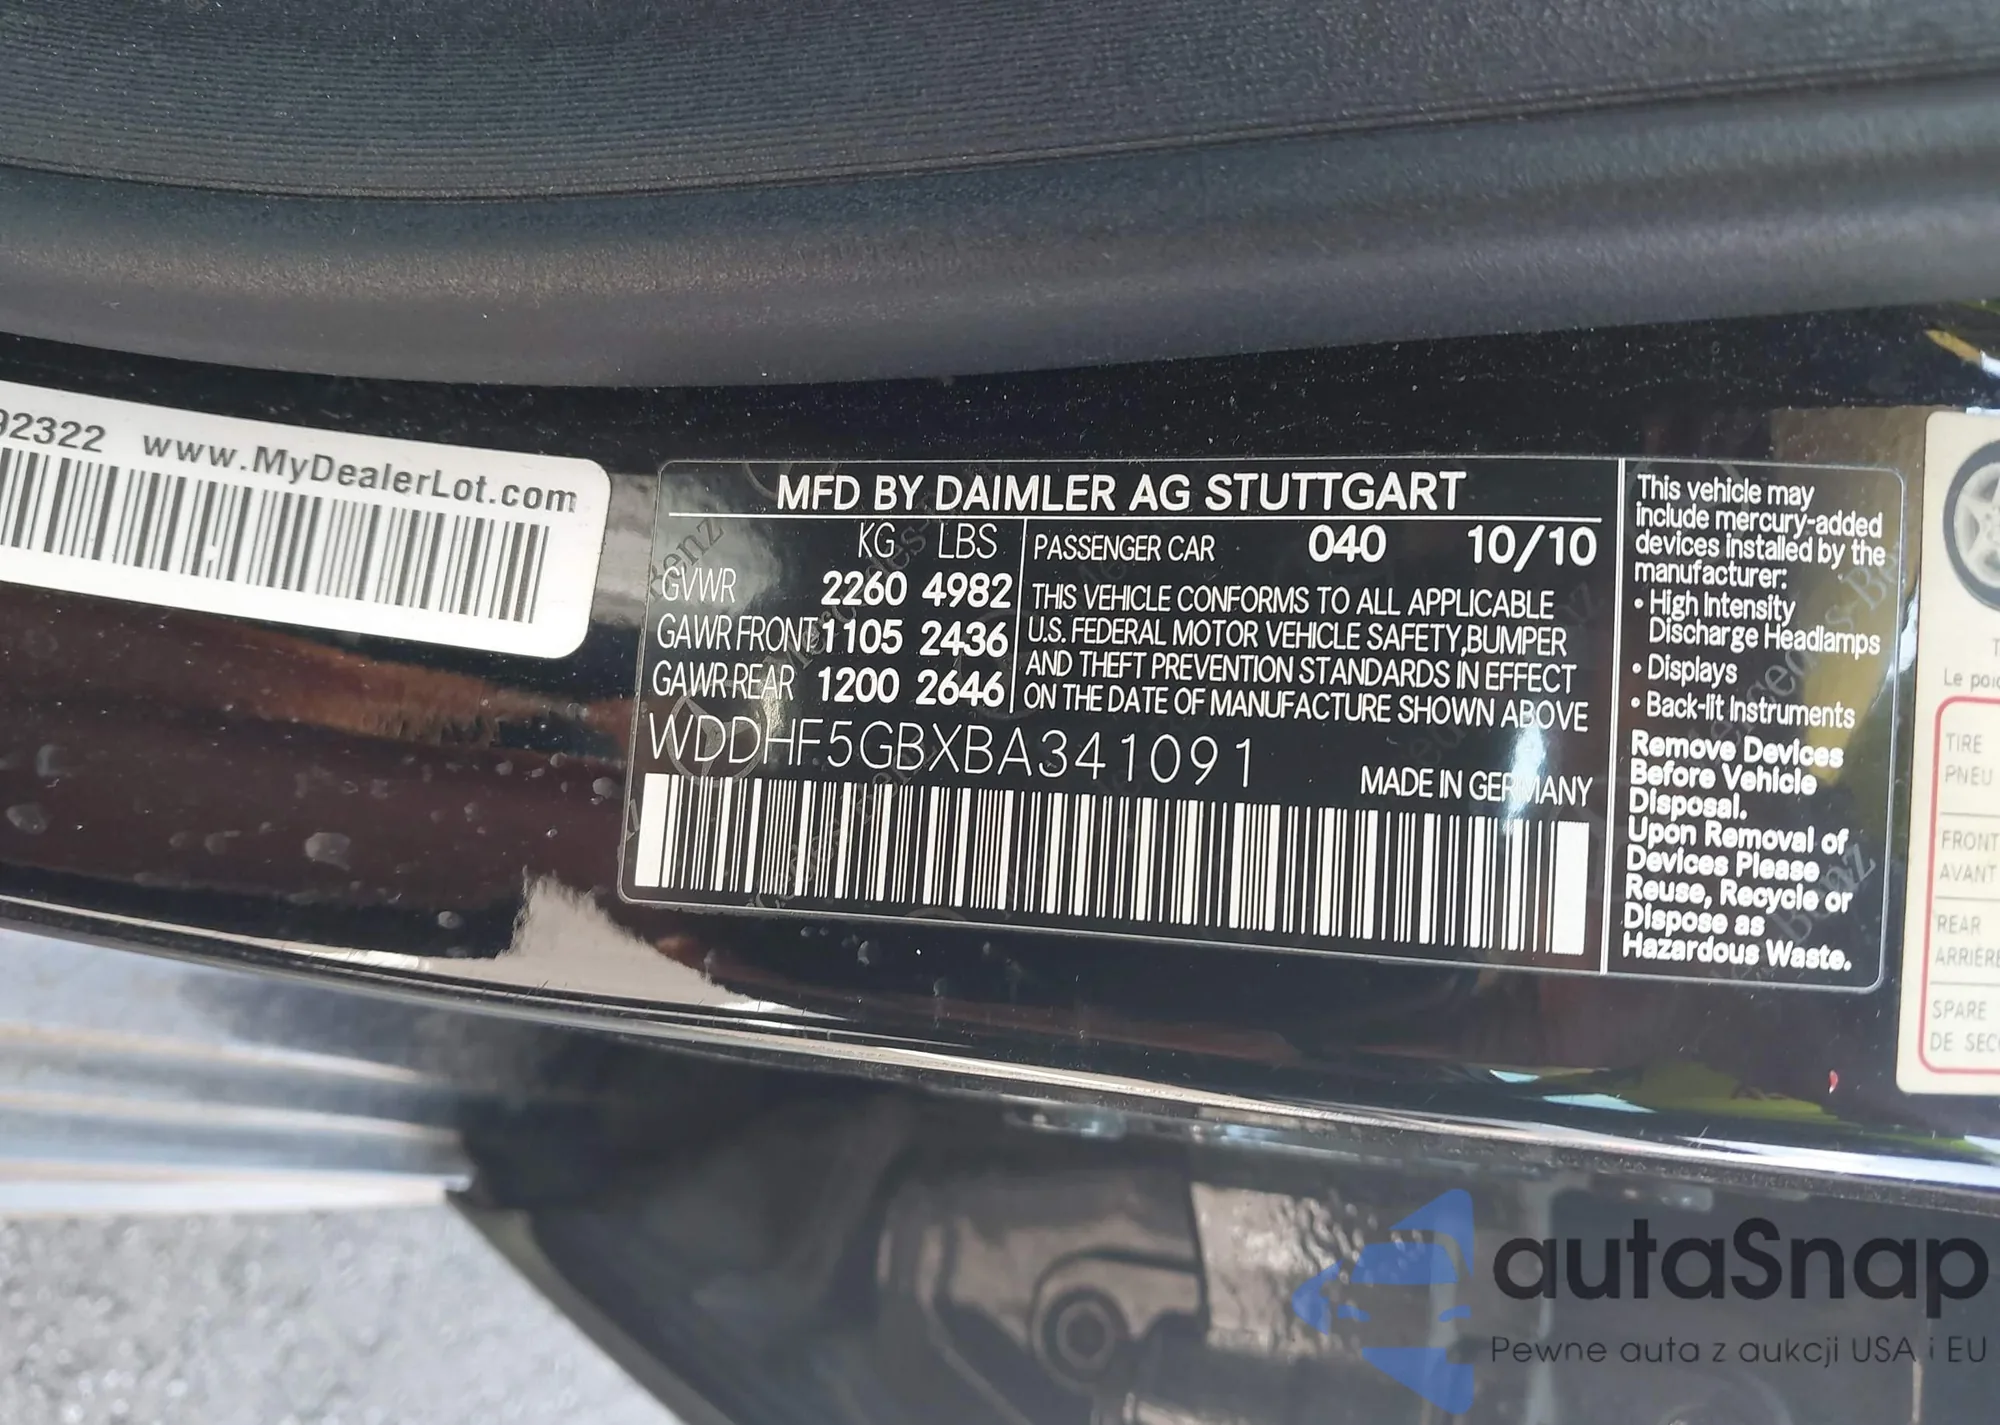 92322 www.MyDealerLot.com
MFD BY DAIMLER AG STUTTGART
KG LBS
GVWR 2260 4982
GAWR FRONT 1105 2436
GAWR REAR 1200 2646
PASSENGER CAR 040 10/10
THIS VEHICLE CONFORMS TO ALL APPLICABLE
U.S. FEDERAL MOTOR VEHICLE SAFETY,BUMPER
AND THEFT PREVENTION STANDARDS IN EFFECT
ON THE DATE OF MANUFACTURE SHOWN ABOVE
WDDHF5GBXBA341091
MADE IN GERMANY
This vehicle may
include mercury-added
devices installed by the
manufacturer:
• High Intensity
Discharge Headlamps
• Displays
• Back-lit Instruments
Remove Devices
Before Vehicle
Disposal.
Upon Removal of
Devices Please
Reuse, Recycle or
Dispose as
Hazardous Waste.
TIRE
PNEU
FRONT
AVANT
REAR
ARRIERE
SPARE
autaSnap
Pewne auta z aukcji USA i EU